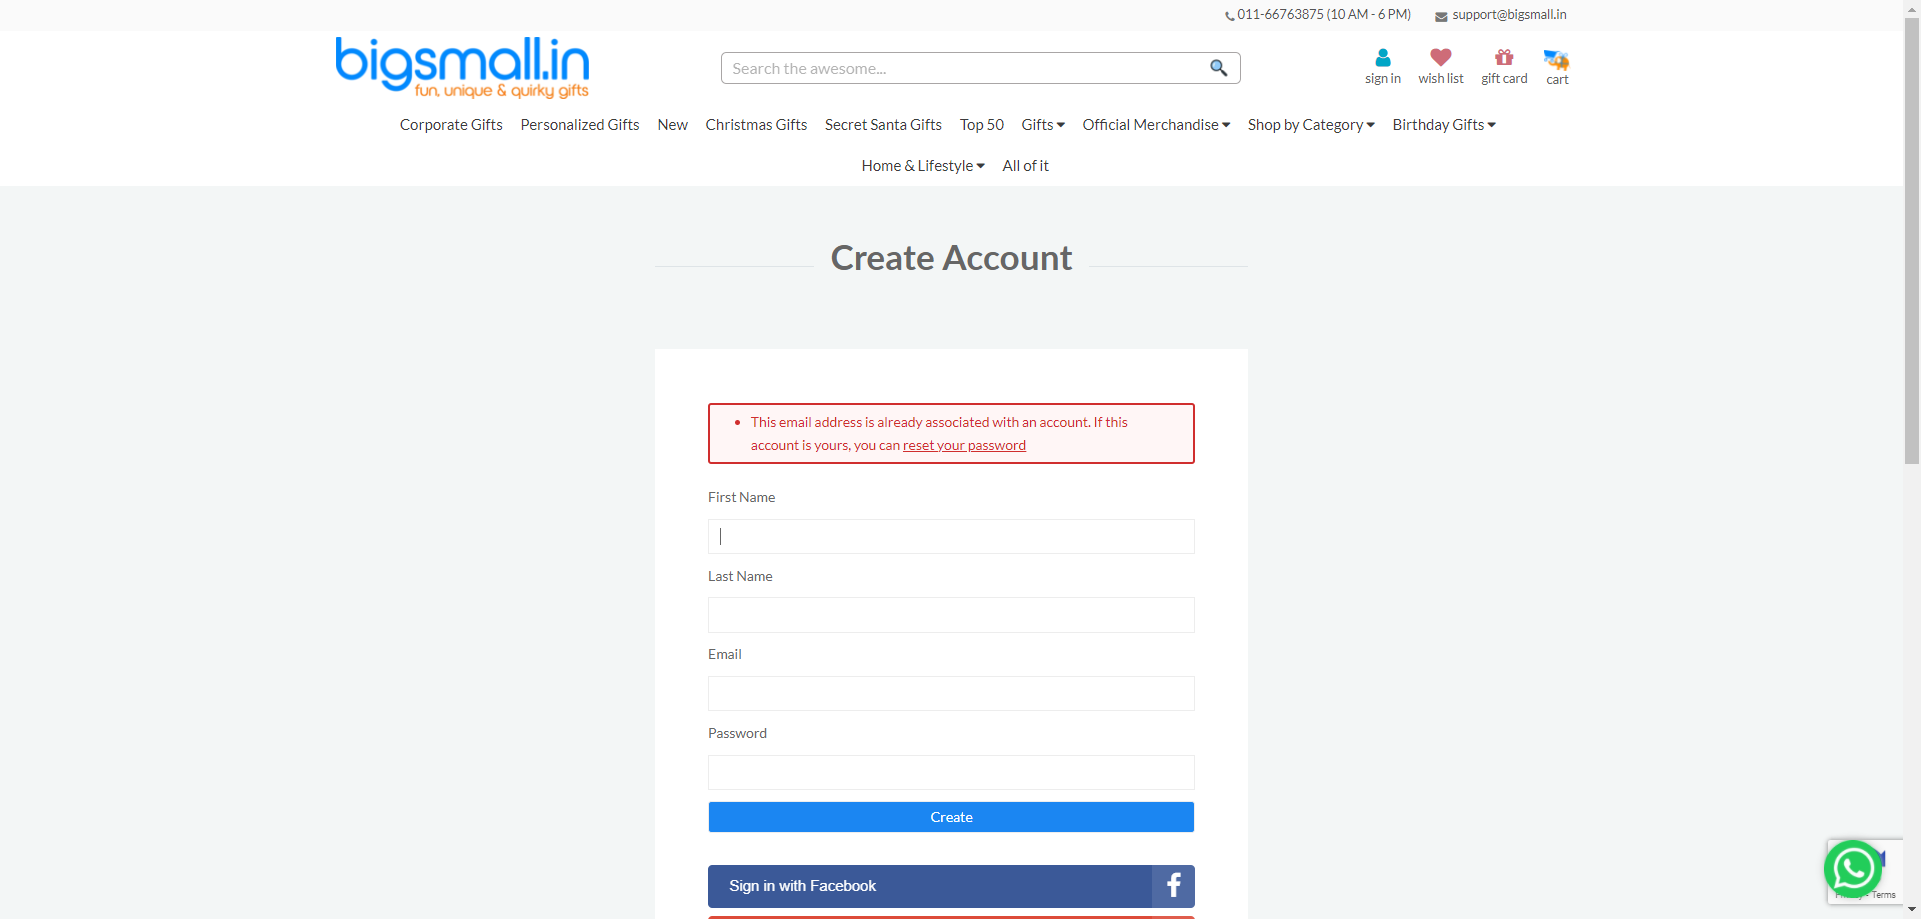 011-66763875 (10 AM - 6 PM) support@bigsmall.in
bigsmall.in
fun, unique & quirky gifts
Search the awesome...
sign in
wish list
gift card
cart
Corporate Gifts Personalized Gifts New Christmas Gifts Secret Santa Gifts Top 50 Gifts Official Merchandise Shop by Category Birthday Gifts
Home & Lifestyle All of it
Create Account
This email address is already associated with an account. If this
account is yours, you can reset your password
First Name
Last Name
Email
Password
Create
Sign in with Facebook
Terms